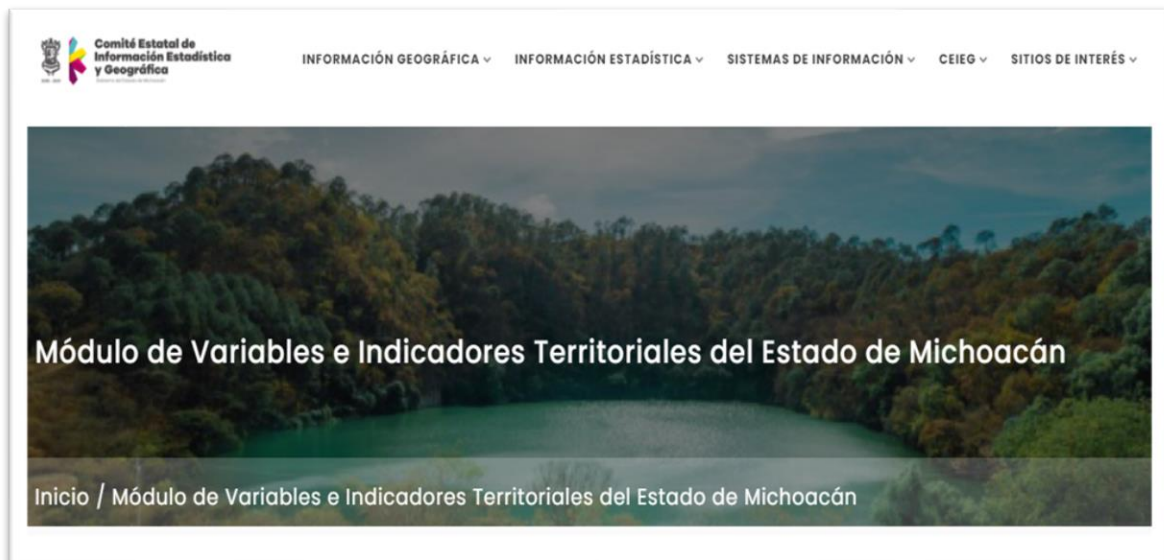 Comité Estatal de
Información Estadística
y Geográfica
INFORMACIÓN GEOGRÁFICA
INFORMACIÓN ESTADÍSTICA
SISTEMAS DE INFORMACIÓN
CEIEG
SITIOS DE INTERÉS
Módulo de Variables e Indicadores Territoriales del Estado de Michoacán
Inicio / Módulo de Variables e Indicadores Territoriales del Estado de Michoacán